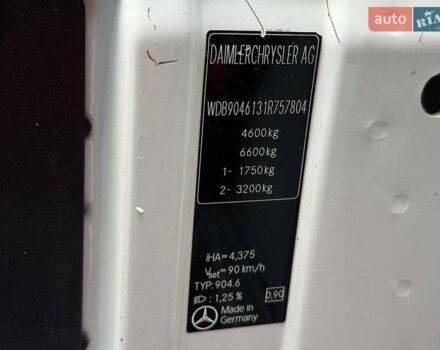 AUTO RIA
DAIMLERCHRYSLER AG
WDB9046131R757804
4600kg
6600kg
1- 1750kg
2- 3200kg
iHA=4,375
Vset=90 km/h
TYP: 904.6
: 1,25% 0,90
Made in
Germany